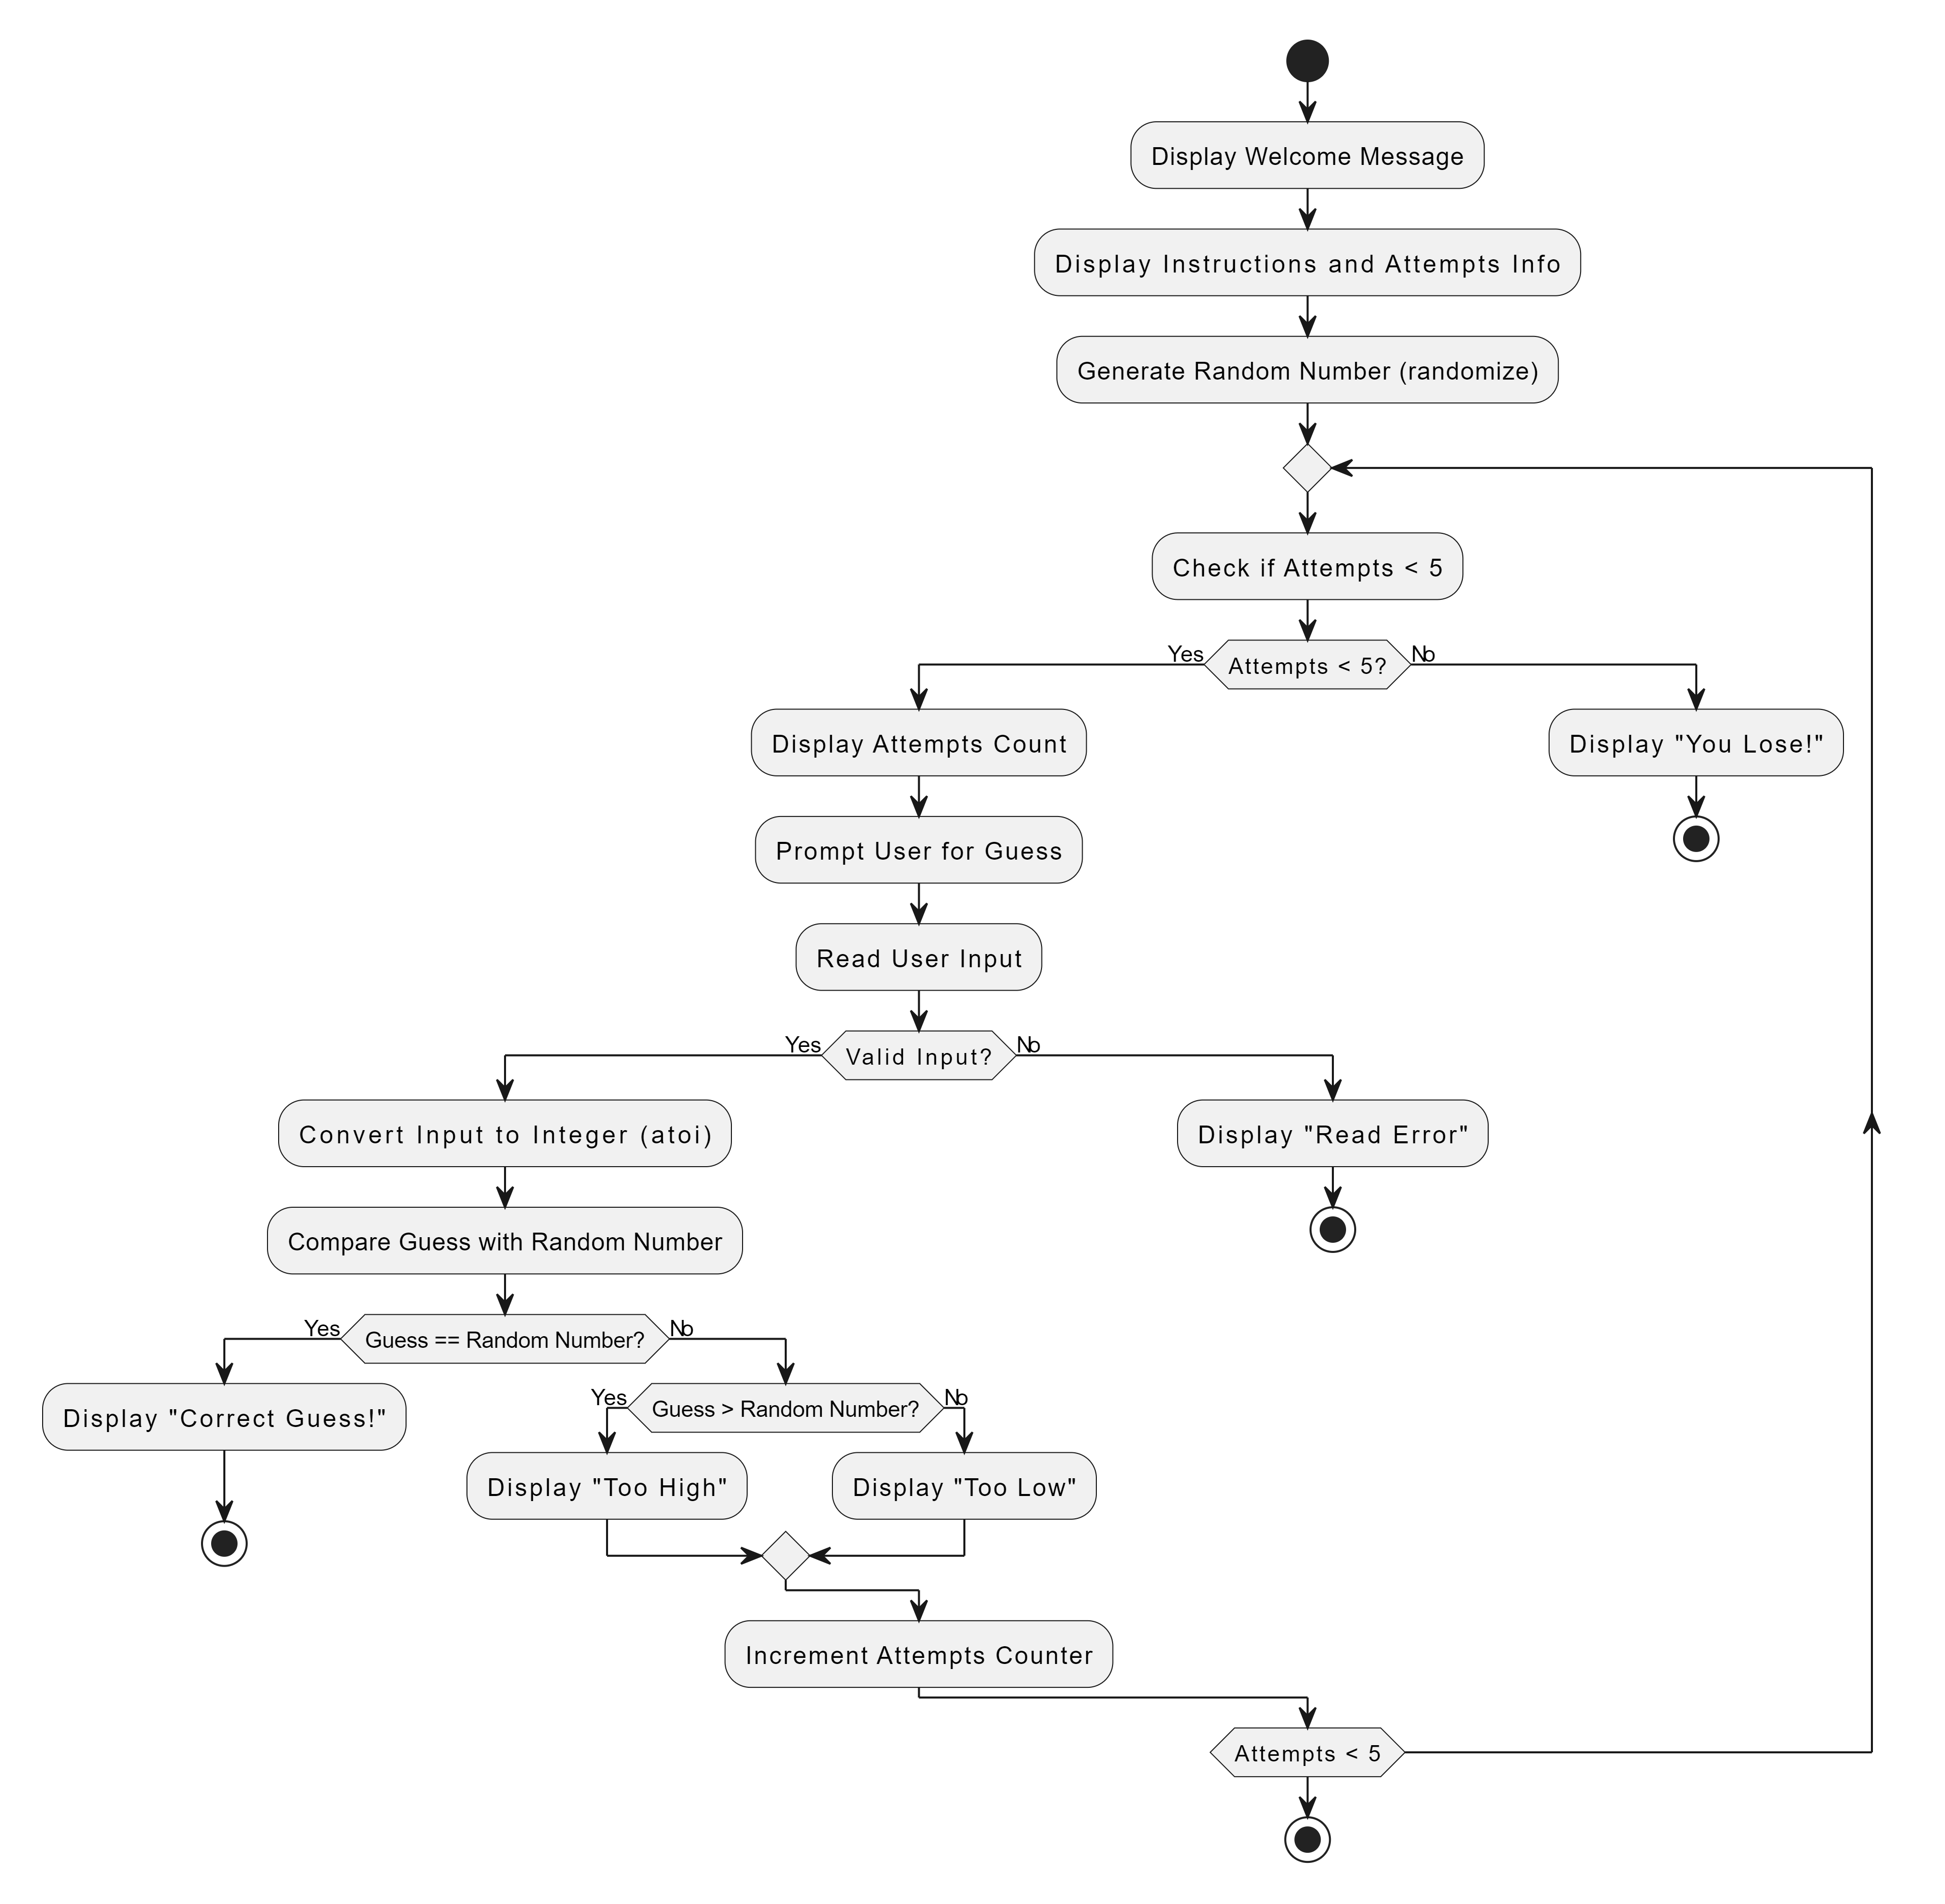 Display Welcome Message
Display Instructions and Attempts Info
Generate Random Number (randomize)
Check if Attempts < 5
Yes
Attempts < 5?
No
Display Attempts Count
Display "You Lose!"
Prompt User for Guess
Read User Input
Yes
Valid Input?
No
Convert Input to Integer (atoi)
Display "Read Error"
Compare Guess with Random Number
Yes
Guess == Random Number?
No
Display "Correct Guess!"
Yes
Guess > Random Number?
No
Display "Too High"
Display "Too Low"
Increment Attempts Counter
Attempts < 5